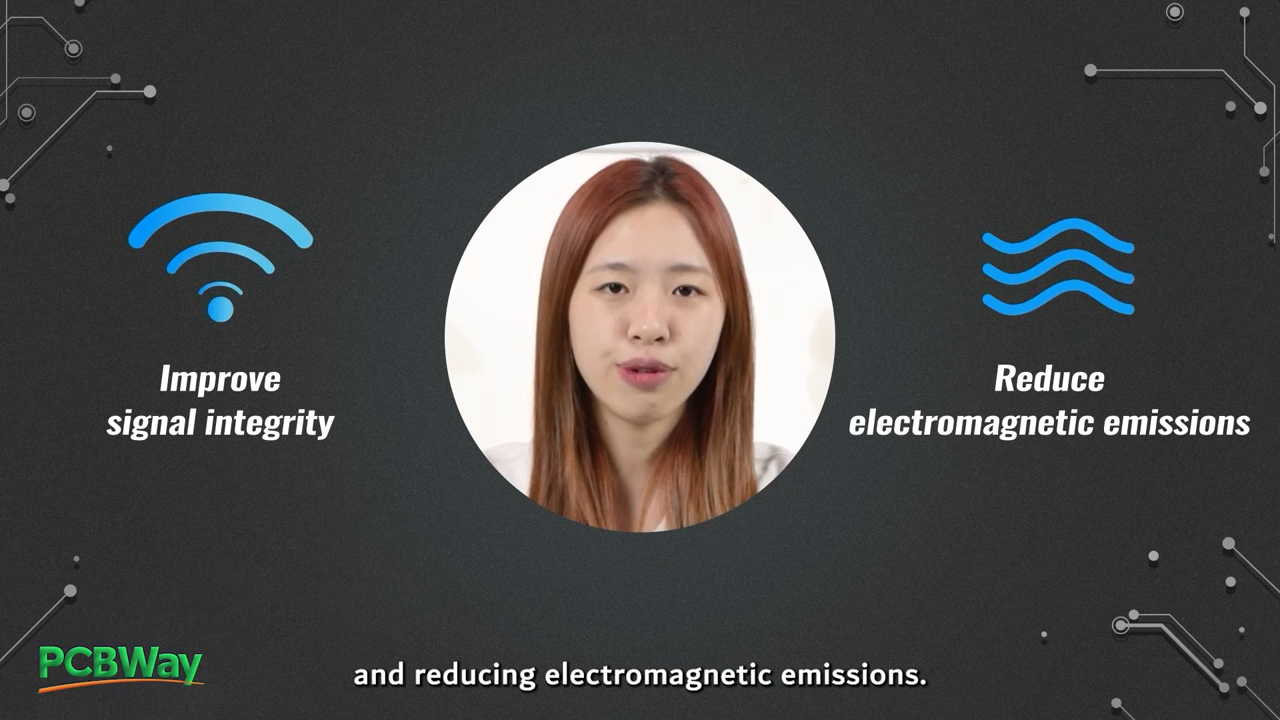 Improve
signal integrity
Reduce
electromagnetic emissions
PCBWay
and reducing electromagnetic emissions.